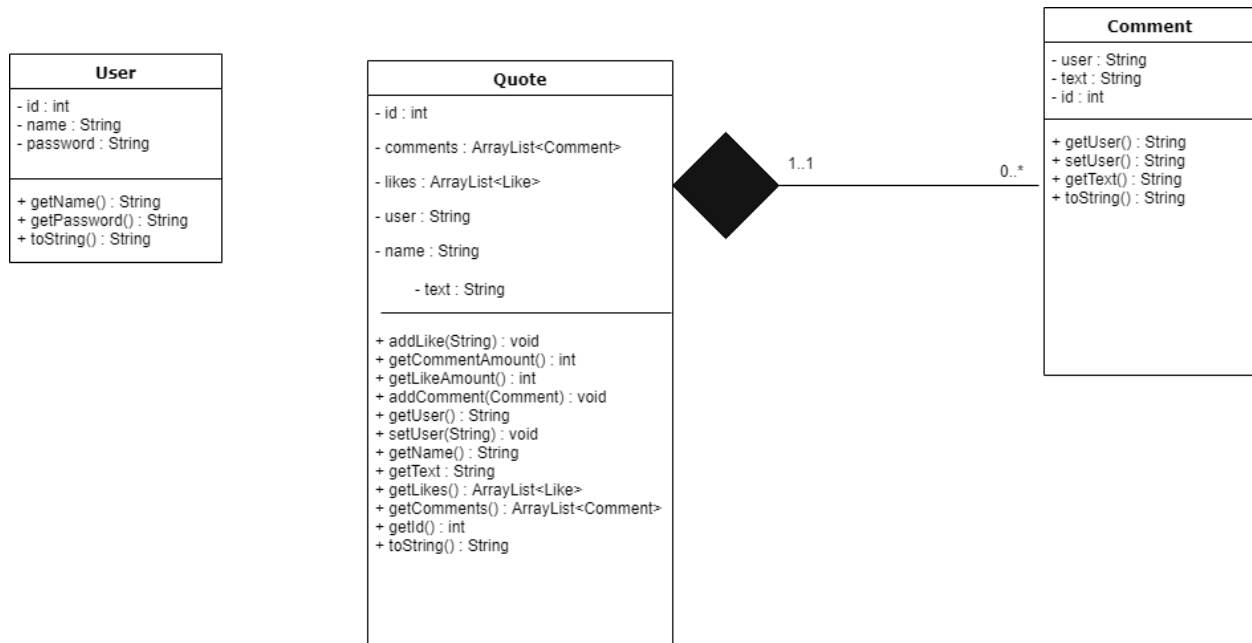 User
- id : int
- name : String
- password : String
+ getName() : String
+ getPassword() : String
+ toString() : String
Quote
- id : int
- comments : ArrayList<Comment>
- likes : ArrayList<Like>
- user : String
- name : String
- text : String
+ addLike(String) : void
+ getCommentAmount() : int
+ getLikeAmount() : int
+ addComment(Comment) : void
+ getUser() : String
+ setUser(String) : void
+ getName() : String
+ getText : String
+ getLikes() : ArrayList<Like>
+ getComments() : ArrayList<Comment>
+ getId() : int
+ toString() : String
1..1
0..*
Comment
- user : String
- text : String
- id : int
+ getUser() : String
+ setUser() : String
+ getText() : String
+ toString() : String